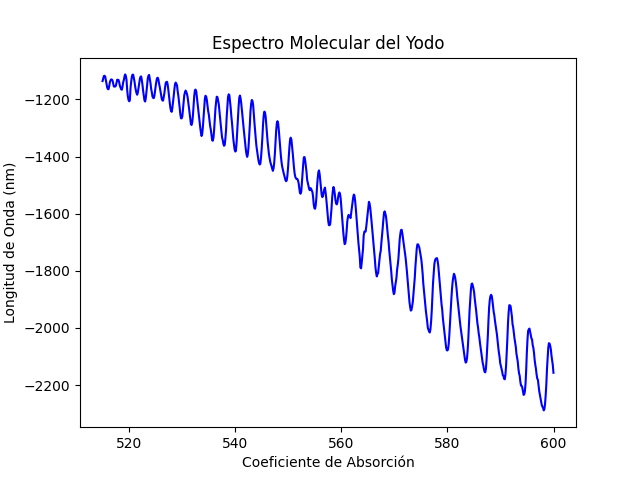 Espectro Molecular del Yodo
Longitud de Onda (nm)
−1200
−1400
−1600
−1800
−2000
−2200
520 540 560 580 600
Coeficiente de Absorción